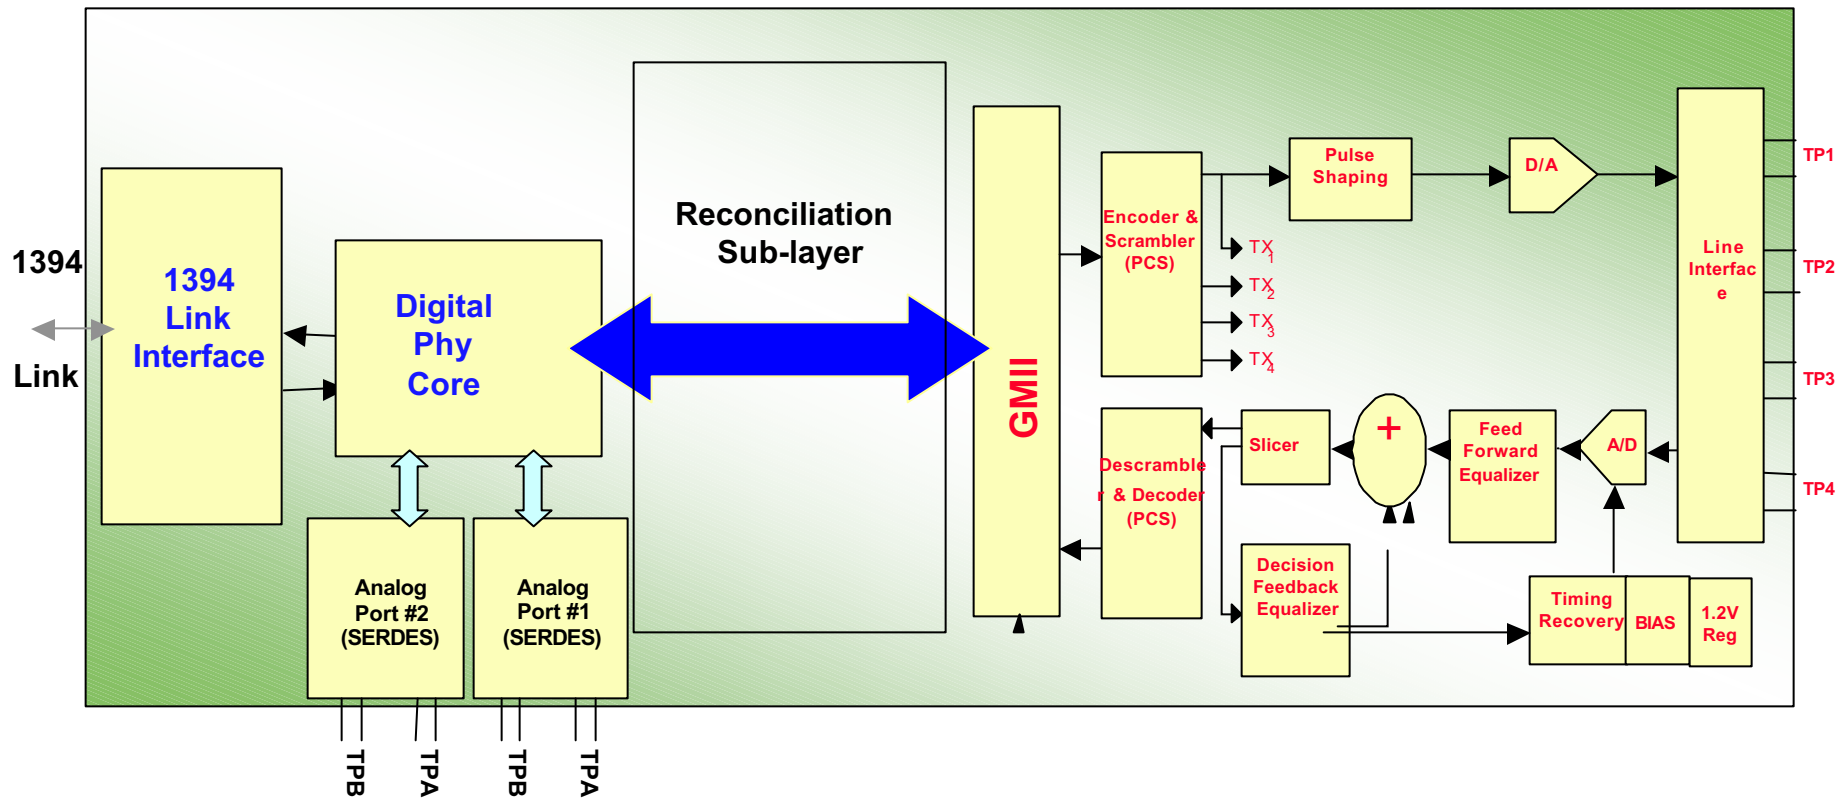 1394
Link
1394
Link
Interface
Digital
Phy
Core
Analog
Port #2
(SERDES)
Analog
Port #1
(SERDES)
TPB
TPA
TPB
TPA
Reconciliation
Sub-layer
GMII
Encoder &
Scrambler
(PCS)
TX1
TX2
TX3
TX4
Pulse
Shaping
D/A
Line
Interfac
e
TP1
TP2
TP3
TP4
Descramble
r & Decoder
(PCS)
Slicer
+
Feed
Forward
Equalizer
A/D
Decision
Feedback
Equalizer
Timing
Recovery
BIAS
1.2V
Reg